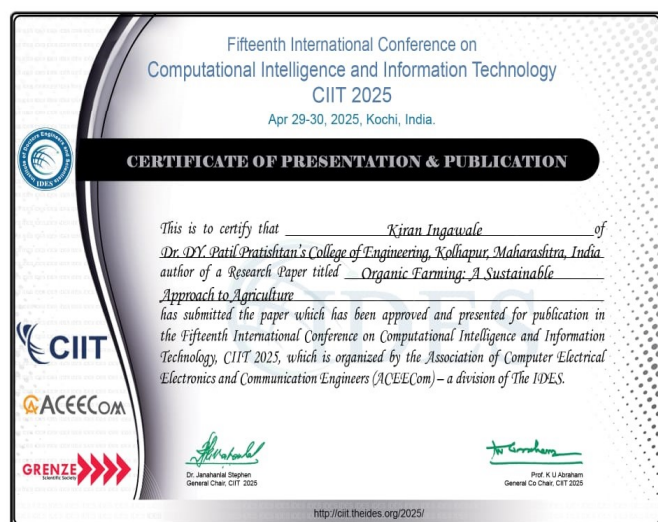 Fifteenth International Conference on
Computational Intelligence and Information Technology
CIIT 2025
Apr 29-30, 2025, Kochi, India.
IDES
CERTIFICATE OF PRESENTATION & PUBLICATION
This is to certify that Kiran Ingawale of
Dr. DY. Patil Pratishtan's College of Engineering, Kolhapur, Maharashtra, India
author of a Research Paper titled Organic Farming: A Sustainable
Approach to Agriculture
has submitted the paper which has been approved and presented for publication in
the Fifteenth International Conference on Computational Intelligence and Information
Technology, CIIT 2025, which is organized by the Association of Computer Electrical
Electronics and Communication Engineers (ACEECom) – a division of The IDES.
IDES
CIIT
ACEECOM
GRENZE
Scientific Society
Dr. Janahanlal Stephen
General Chair, CIIT 2025
Prof. K U Abraham
General Co Chair, CIIT 2025
http://ciit.theides.org/2025/